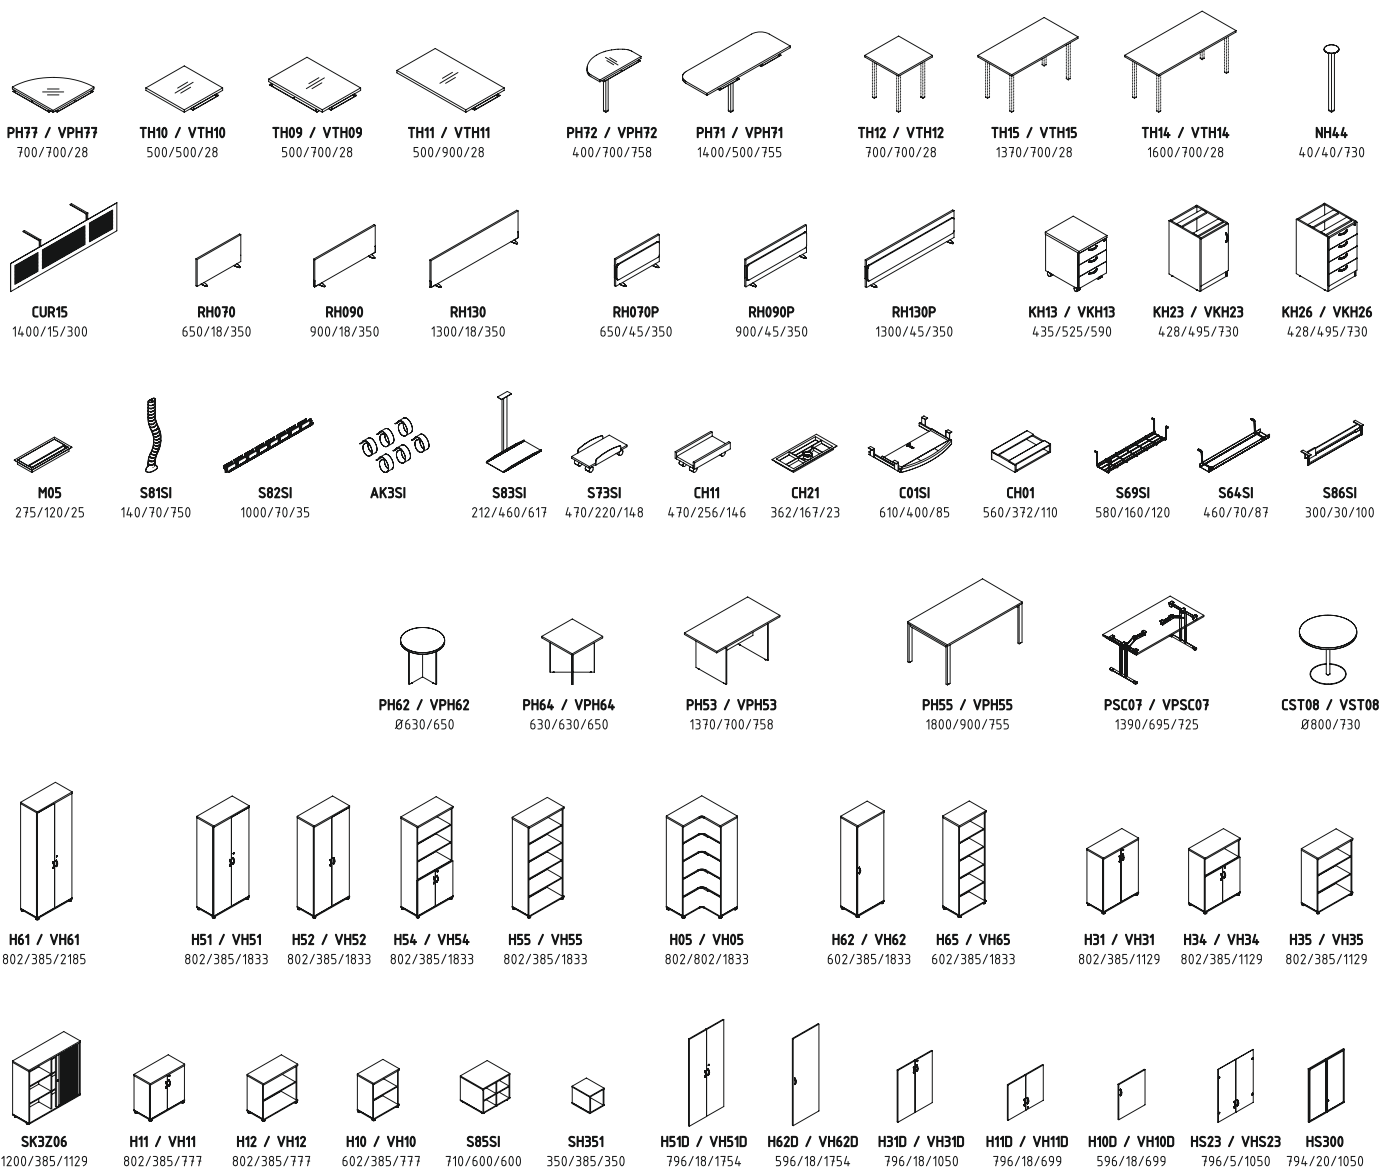 PH77 / VPH77 TH10 / VTH10 TH09 / VTH09 TH11 / VTH11 PH72 / VPH72 PH71 / VPH71 TH12 / VTH12 TH15 / VTH15 TH14 / VTH14 NH44
700/700/28 500/500/28 500/700/28 500/900/28 400/700/758 1400/500/755 700/700/28 1370/700/28 1600/700/28 40/40/730
CUR15 RH070 RH090 RH130 RH070P RH090P RH130P KH13 / VKH13 KH23 / VKH23 KH26 / VKH26
1400/15/300 650/18/350 900/18/350 1300/18/350 650/45/350 900/45/350 1300/45/350 435/525/590 428/495/730 428/495/730
M05 S81SI S82SI AK3SI S83SI S73SI CH11 CH21 C01SI CH01 S69SI S64SI S86SI
275/120/25 140/70/750 1000/70/35 212/460/617 470/220/148 470/256/146 362/167/23 610/400/85 560/372/110 580/160/120 460/70/87 300/30/100
PH62 / VPH62 PH64 / VPH64 PH53 / VPH53 PH55 / VPH55 PSC07 / VPSC07 CST08 / VST08
Ø630/650 630/630/650 1370/700/758 1800/900/755 1390/695/725 Ø800/730
H61 / VH61 H51 / VH51 H52 / VH52 H54 / VH54 H55 / VH55 H05 / VH05 H62 / VH62 H65 / VH65 H31 / VH31 H34 / VH34 H35 / VH35
802/385/2185 802/385/1833 802/385/1833 802/385/1833 802/385/1833 802/802/1833 602/385/1833 602/385/1833 802/385/1129 802/385/1129 802/385/1129
SK3Z06 H11 / VH11 H12 / VH12 H10 / VH10 S85SI SH351 H51D / VH51D H62D / VH62D H31D / VH31D H11D / VH11D H10D / VH10D HS23 / VHS23 HS300
1200/385/1129 802/385/777 802/385/777 602/385/777 710/600/600 350/385/350 796/18/1754 596/18/1754 796/18/1050 796/18/699 596/18/699 796/5/1050 794/20/1050